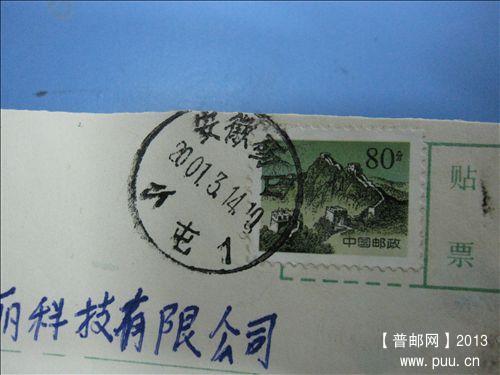 安徽
2001.3.14.19
屯1
80分
中国邮政
贴
票
科技有限公司
【普邮网】2013
www.puu.cn